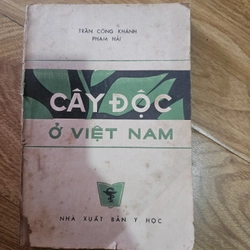 TRẦN CÔNG KHÁNH
PHẠM HẢI
CÂY ĐỘC
Ở VIỆT NAM
NHÀ XUẤT BẢN Y HỌC